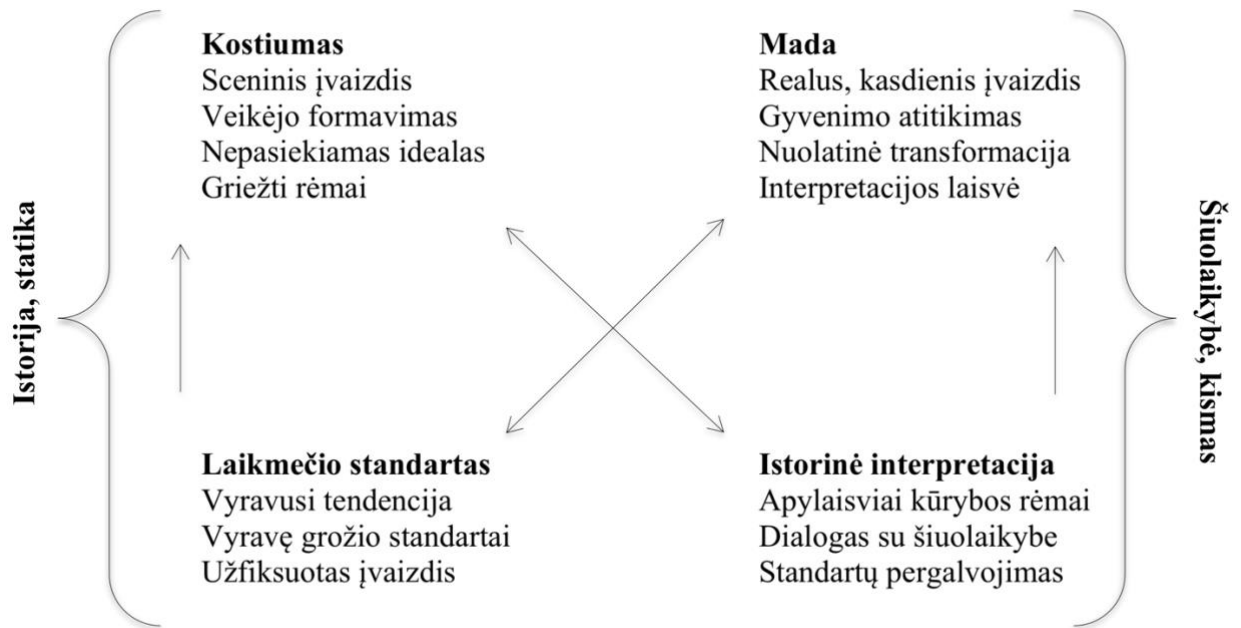 Istorija, statika
Kostiumas
Sceninis įvaizdis
Veikėjo formavimas
Nepasiekiamas idealas
Griežti rėmai
Mada
Realus, kasdienis įvaizdis
Gyvenimo atitikimas
Nuolatinė transformacija
Interpretacijos laisvė
Laikmečio standartas
Vyravusi tendencija
Vyravę grožio standartai
Užfiksuotas įvaizdis
Istorinė interpretacija
Apylaisviai kūrybos rėmai
Dialogas su šiuolaikybe
Standartų pergalvojimas
Šiuolaikybė, kismas